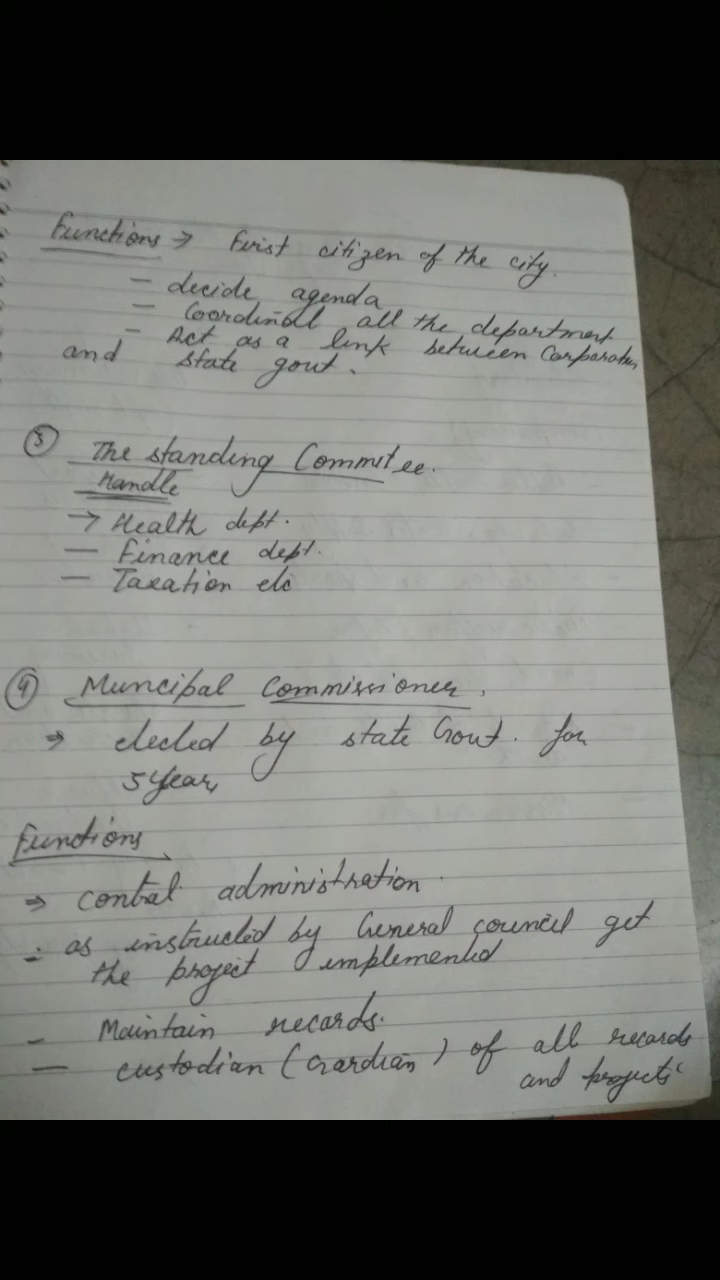 Functions → First citizen of the city.
- decide agenda
- Coordinal all the department
- Act as a link between Corporation
and state govt.
③ The standing Commitee.
Handle
→ Health dept.
- Finance dept.
- Taxation etc
④ Muncipal Commissioner.
⇒ elected by state Govt. for
5 year,
Functions
⇒ contral administration.
- as instructed by General council get
the project implemented
- Maintain records.
- custodian (Gardian) of all records
and projects